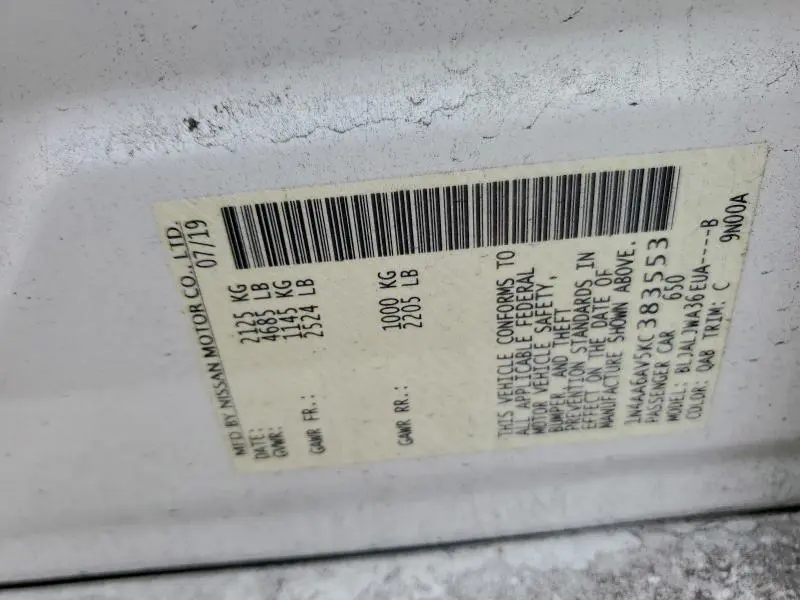 MFD BY NISSAN MOTOR CO., LTD.
DATE: 07/19
GVWR: 2125 KG
4685 LB
GAWR FR.: 1145 KG
2524 LB
GAWR RR.: 1000 KG
2205 LB
THIS VEHICLE CONFORMS TO
ALL APPLICABLE FEDERAL
MOTOR VEHICLE SAFETY,
BUMPER, AND THEFT
PREVENTION STANDARDS IN
EFFECT ON THE DATE OF
MANUFACTURE SHOWN ABOVE.
1N4AA6AV5KC 383553
PASSENGER CAR 650
MODEL: BLJALJWA36EUA----B
COLOR: QAB TRIM: C 9N00A